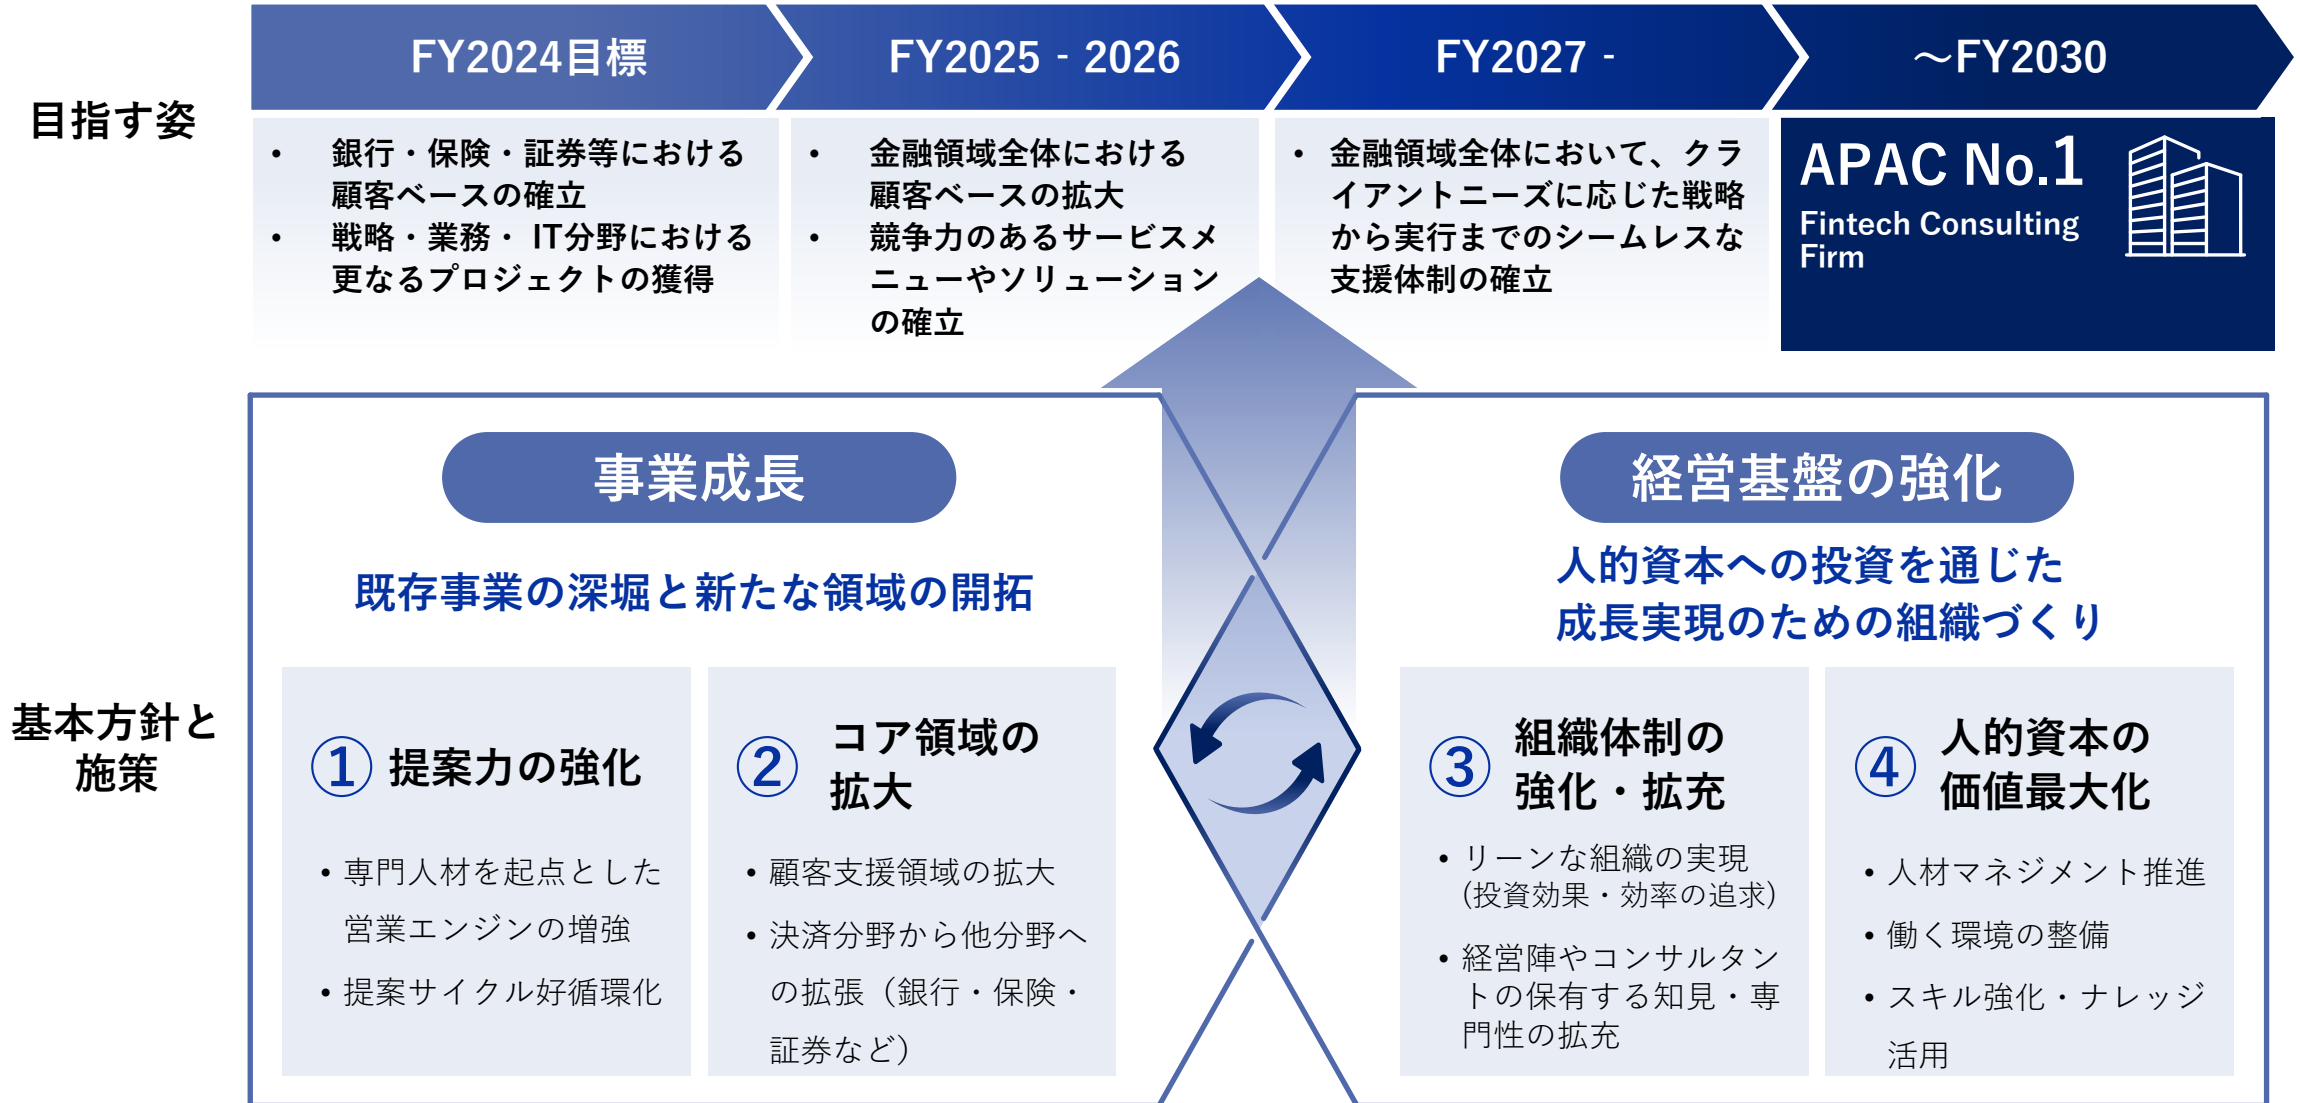 目指す姿
FY2024目標
FY2025 - 2026
FY2027 -
～FY2030
• 銀行・保険・証券等における
顧客ベースの確立
• 戦略・業務・ IT分野における
更なるプロジェクトの獲得
• 金融領域全体における
顧客ベースの拡大
• 競争力のあるサービスメ
ニューやソリューション
の確立
• 金融領域全体において、クラ
イアントニーズに応じた戦略
から実行までのシームレスな
支援体制の確立
APAC No.1
Fintech Consulting
Firm
基本方針と
施策
事業成長
既存事業の深堀と新たな領域の開拓
① 提案力の強化
• 専門人材を起点とした
営業エンジンの増強
• 提案サイクル好循環化
② コア領域の
拡大
• 顧客支援領域の拡大
• 決済分野から他分野へ
の拡張（銀行・保険・
証券など）
経営基盤の強化
人的資本への投資を通じた
成長実現のための組織づくり
③ 組織体制の
強化・拡充
• リーンな組織の実現
(投資効果・効率の追求)
• 経営陣やコンサルタン
トの保有する知見・専
門性の拡充
④ 人的資本の
価値最大化
• 人材マネジメント推進
• 働く環境の整備
• スキル強化・ナレッジ
活用